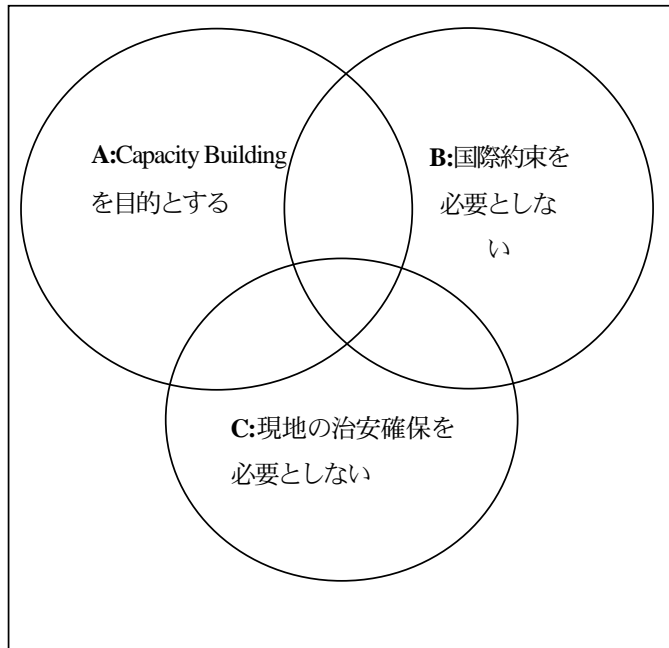 A:Capacity Building
を目的とする
B:国際約束を
必要としな
い
C:現地の治安確保を
必要としない